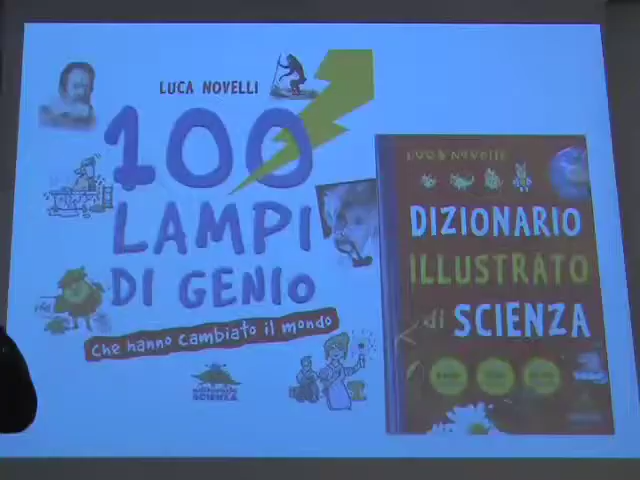 LUCA NOVELLI
100
LAMPI
DI GENIO
che hanno cambiato il mondo
SCIENZA
LUCA NOVELLI
DIZIONARIO
ILLUSTRATO
di SCIENZA